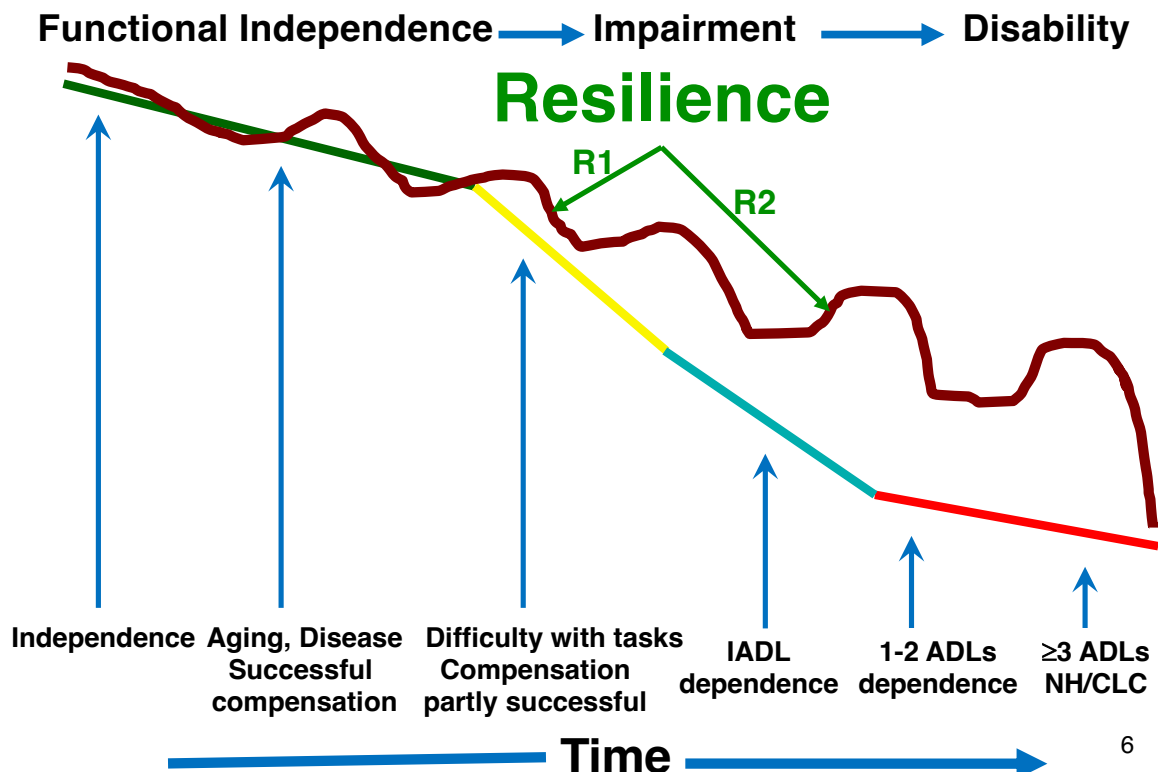 Functional Independence Impairment Disability
Resilience
R1
R2
Independence
Aging, Disease
Successful
compensation
Difficulty with tasks
Compensation
partly successful
IADL
dependence
1-2 ADLs
dependence
≥3 ADLs
NH/CLC
Time
6